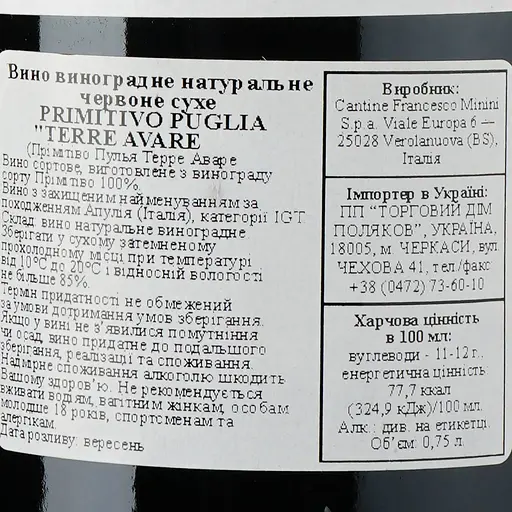 Вино виноградне натуральне
червоне сухе
PRIMITIVO PUGLIA
"TERRE AVARE
(Прімітіво Пулья Терре Аваре
Вино сортове, виготовлене з винограду
сорту Прімітіво 100%.
Вино з захищеним найменуванням за
походженням Апулія (Італія), категорії IGT
Склад: вино натуральне виноградне
Зберігати у сухому затемненому
прохолодному місці при температурі
від 10°С до 20°С і відносній вологості
не більше 85%.
Термін придатності не обмежений
за умови дотримання умов зберігання.
Якщо у вині не з’явилися помутніння
чи осад, вино придатне до подальшого
зберігання, реалізації та споживання.
Надмірне споживання алкоголю шкодить
Вашому здоров’ю. Не рекомендується
вживати водіям, вагітним жінкам, особам
молодше 18 років, спортсменам та
алергікам.
Дата розливу: вересень
Виробник:
Cantine Francesco Minini
S.p.a. Viale Europa 6 –
25028 Verolanuova (BS),
Італія
Імпортер в Україні:
ПП “ТОРГОВИЙ ДІМ
ПОЛЯКОВ”, УКРАЇНА,
18005, м. ЧЕРКАСИ, вул.
ЧЕХОВА 41, тел./факс
+38 (0472) 73-60-10
Харчова цінність
в 100 мл:
вуглеводи - 11-12 г.,
енергетична цінність
77,7 ккал
(324,9 кДж)/100 мл.
Алк.: див. на етикетці.
Об’єм: 0,75 л.